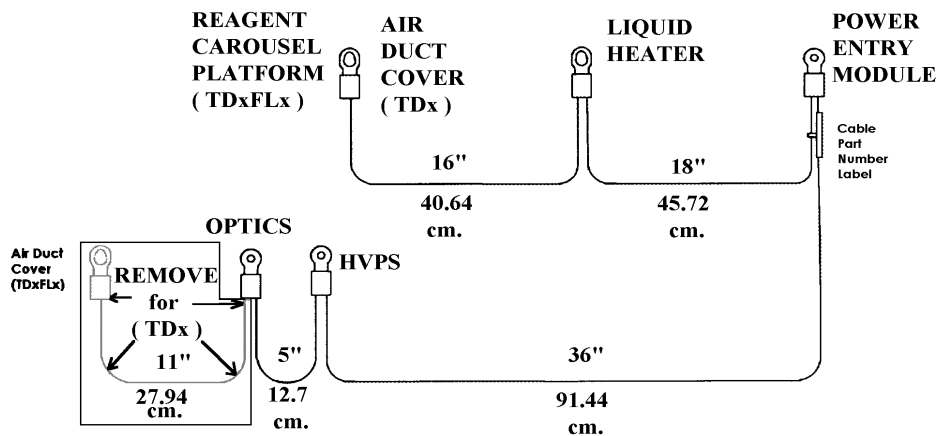 REAGENT
CAROUSEL
PLATFORM
( TDxFLx )
AIR
DUCT
COVER
( TDx )
LIQUID
HEATER
POWER
ENTRY
MODULE
Cable
Part
Number
Label
16"
40.64
cm.
18"
45.72
cm.
OPTICS
HVPS
Air Duct
Cover
(TDxFLx)
REMOVE
for
( TDx )
11"
27.94
cm.
5"
12.7
cm.
36"
91.44
cm.